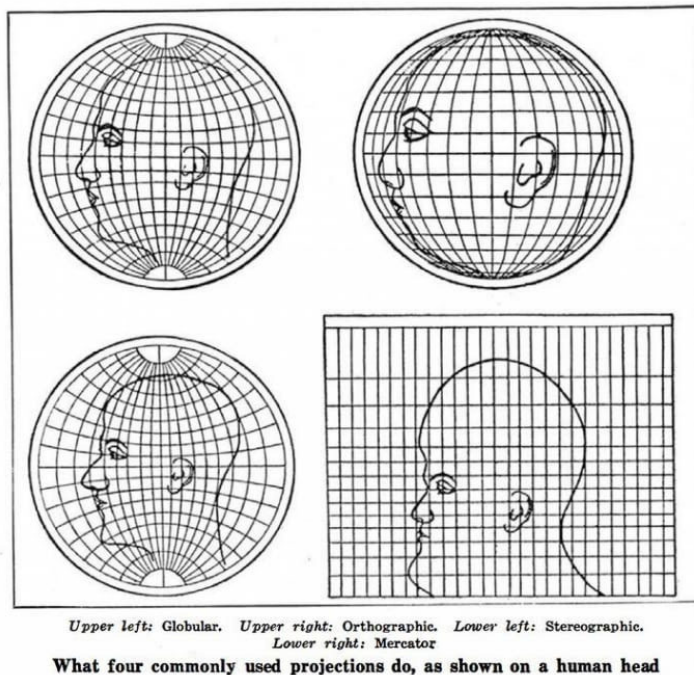 Upper left: Globular. Upper right: Orthographic. Lower left: Stereographic.
Lower right: Mercator
What four commonly used projections do, as shown on a human head